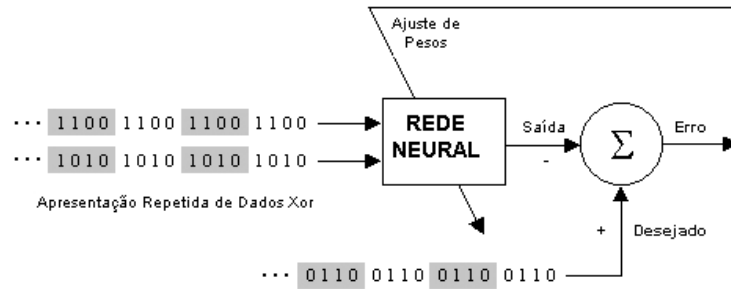 Ajuste de
Pesos
... 1100 1100 1100 1100
... 1010 1010 1010 1010
Apresentação Repetida de Dados Xor
REDE
NEURAL
Saída
-
Σ
Erro
+
Desejado
... 0110 0110 0110 0110